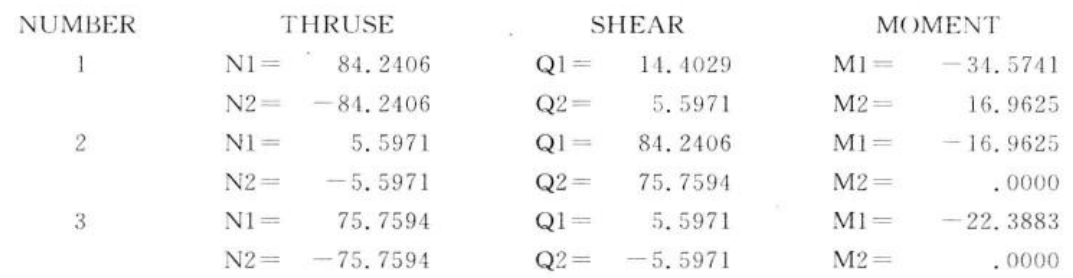 NUMBER THRUSE SHEAR MOMENT
1 N1= 84.2406 Q1= 14.4029 M1= -34.5741
N2= -84.2406 Q2= 5.5971 M2= 16.9625
2 N1= 5.5971 Q1= 84.2406 M1= -16.9625
N2= -5.5971 Q2= 75.7594 M2= .0000
3 N1= 75.7594 Q1= 5.5971 M1= -22.3883
N2= -75.7594 Q2= -5.5971 M2= .0000